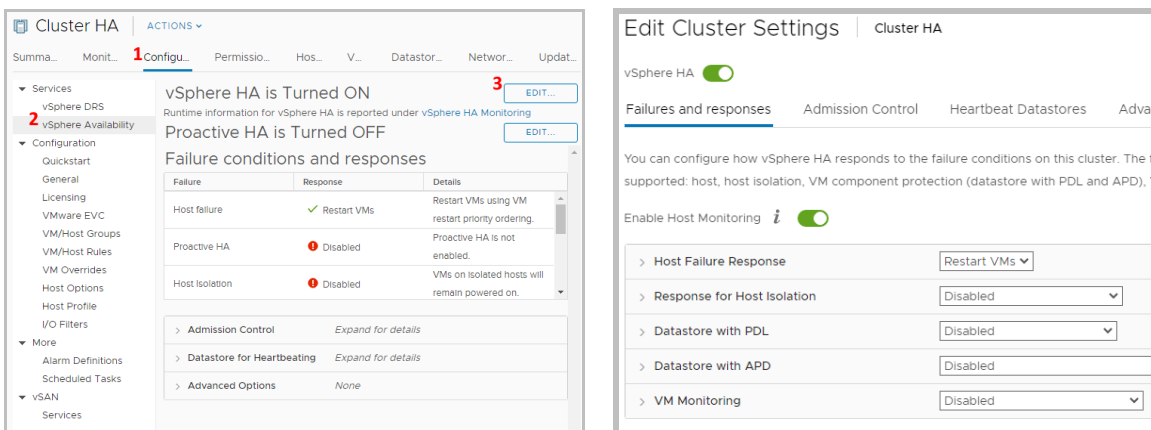 Cluster HA ACTIONS
Summa... Monit... 1 Configu... Permissio... Hos... V... Datastor... Networ... Updat...
Services
vSphere DRS
2 vSphere Availability
Configuration
Quickstart
General
Licensing
VMware EVC
VM/Host Groups
VM/Host Rules
VM Overrides
Host Options
Host Profile
I/O Filters
More
Alarm Definitions
Scheduled Tasks
vSAN
Services
vSphere HA is Turned ON 3 EDIT...
Runtime information for vSphere HA is reported under vSphere HA Monitoring
Proactive HA is Turned OFF EDIT...
Failure conditions and responses
Failure Response Details
Host failure Restart VMs Restart VMs using VM
restart priority ordering.
Proactive HA Disabled Proactive HA is not
enabled.
Host Isolation Disabled VMs on isolated hosts will
remain powered on.
Admission Control Expand for details
Datastore for Heartbeating Expand for details
Advanced Options None
Edit Cluster Settings Cluster HA
vSphere HA
Failures and responses Admission Control Heartbeat Datastores Adva
You can configure how vSphere HA responds to the failure conditions on this cluster. The
supported: host, host isolation, VM component protection (datastore with PDL and APD),
Enable Host Monitoring i
Host Failure Response Restart VMs
Response for Host Isolation Disabled
Datastore with PDL Disabled
Datastore with APD Disabled
VM Monitoring Disabled